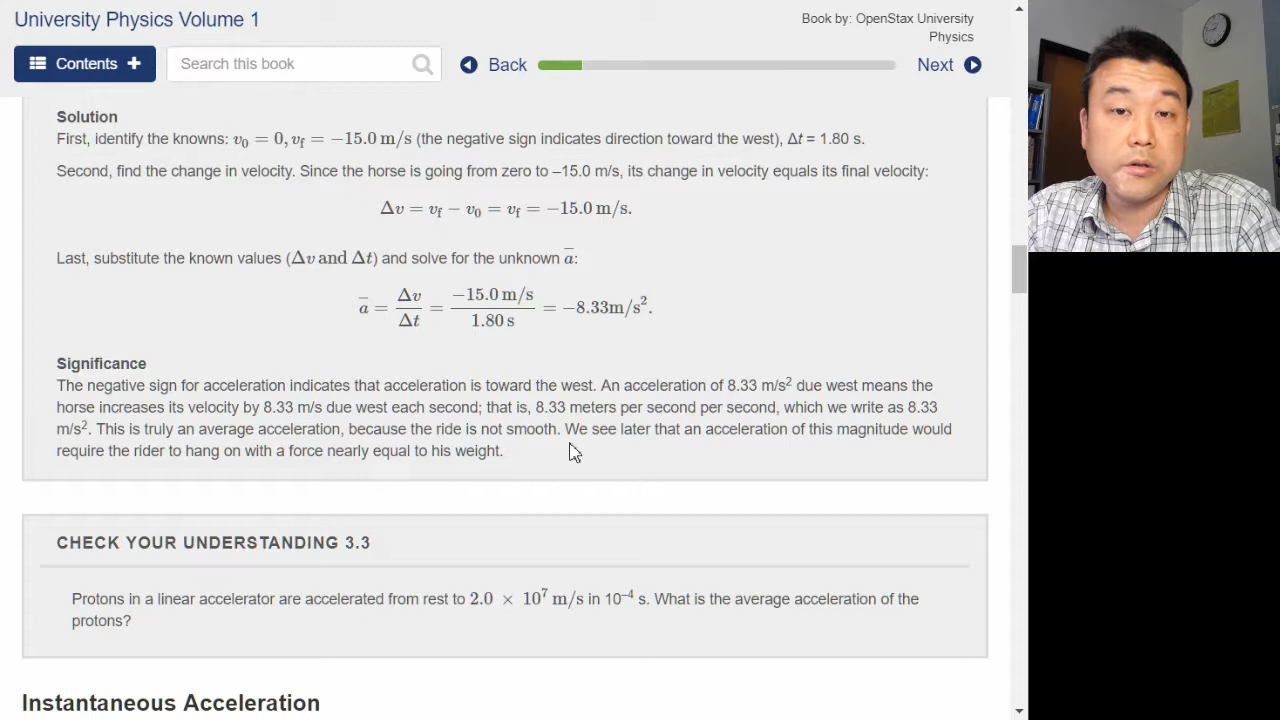 University Physics Volume 1
Book by: OpenStax University
Physics
Contents
Search this book
Back
Next
Solution
First, identify the knowns: v₀ = 0, v_f = −15.0 m/s (the negative sign indicates direction toward the west), Δt = 1.80 s.
Second, find the change in velocity. Since the horse is going from zero to –15.0 m/s, its change in velocity equals its final velocity:
Δv = v_f − v₀ = v_f = −15.0 m/s.
Last, substitute the known values (Δv and Δt) and solve for the unknown a̅:
a̅ = Δv/Δt = −15.0 m/s / 1.80 s = −8.33m/s².
Significance
The negative sign for acceleration indicates that acceleration is toward the west. An acceleration of 8.33 m/s² due west means the
horse increases its velocity by 8.33 m/s due west each second; that is, 8.33 meters per second per second, which we write as 8.33
m/s². This is truly an average acceleration, because the ride is not smooth. We see later that an acceleration of this magnitude would
require the rider to hang on with a force nearly equal to his weight.
CHECK YOUR UNDERSTANDING 3.3
Protons in a linear accelerator are accelerated from rest to 2.0 × 10⁷ m/s in 10⁻⁴ s. What is the average acceleration of the
protons?
Instantaneous Acceleration